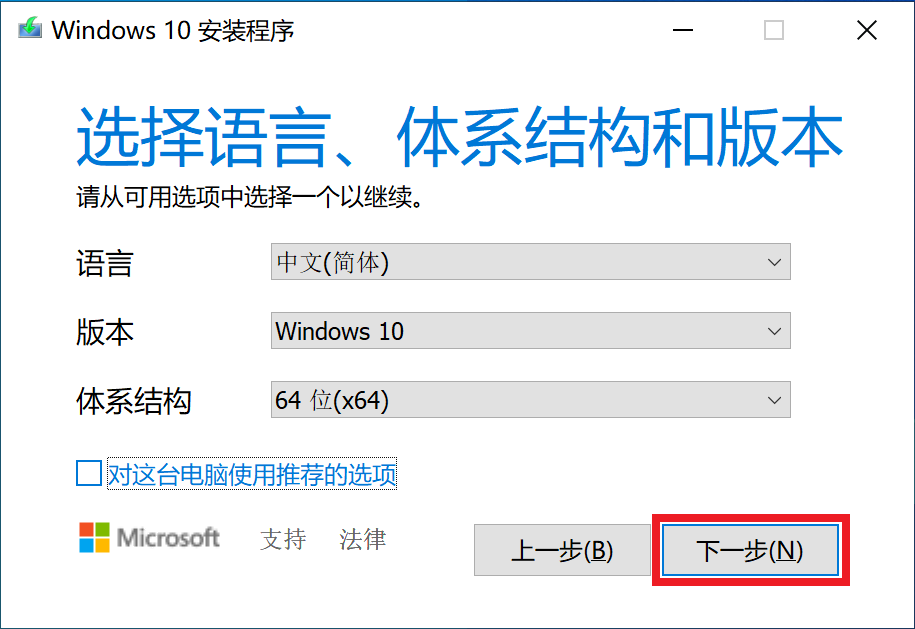 Windows 10 安装程序
选择语言、体系结构和版本
请从可用选项中选择一个以继续。
语言
中文(简体)
版本
Windows 10
体系结构
64 位(x64)
对这台电脑使用推荐的选项
Microsoft 支持 法律 上一步(B) 下一步(N)